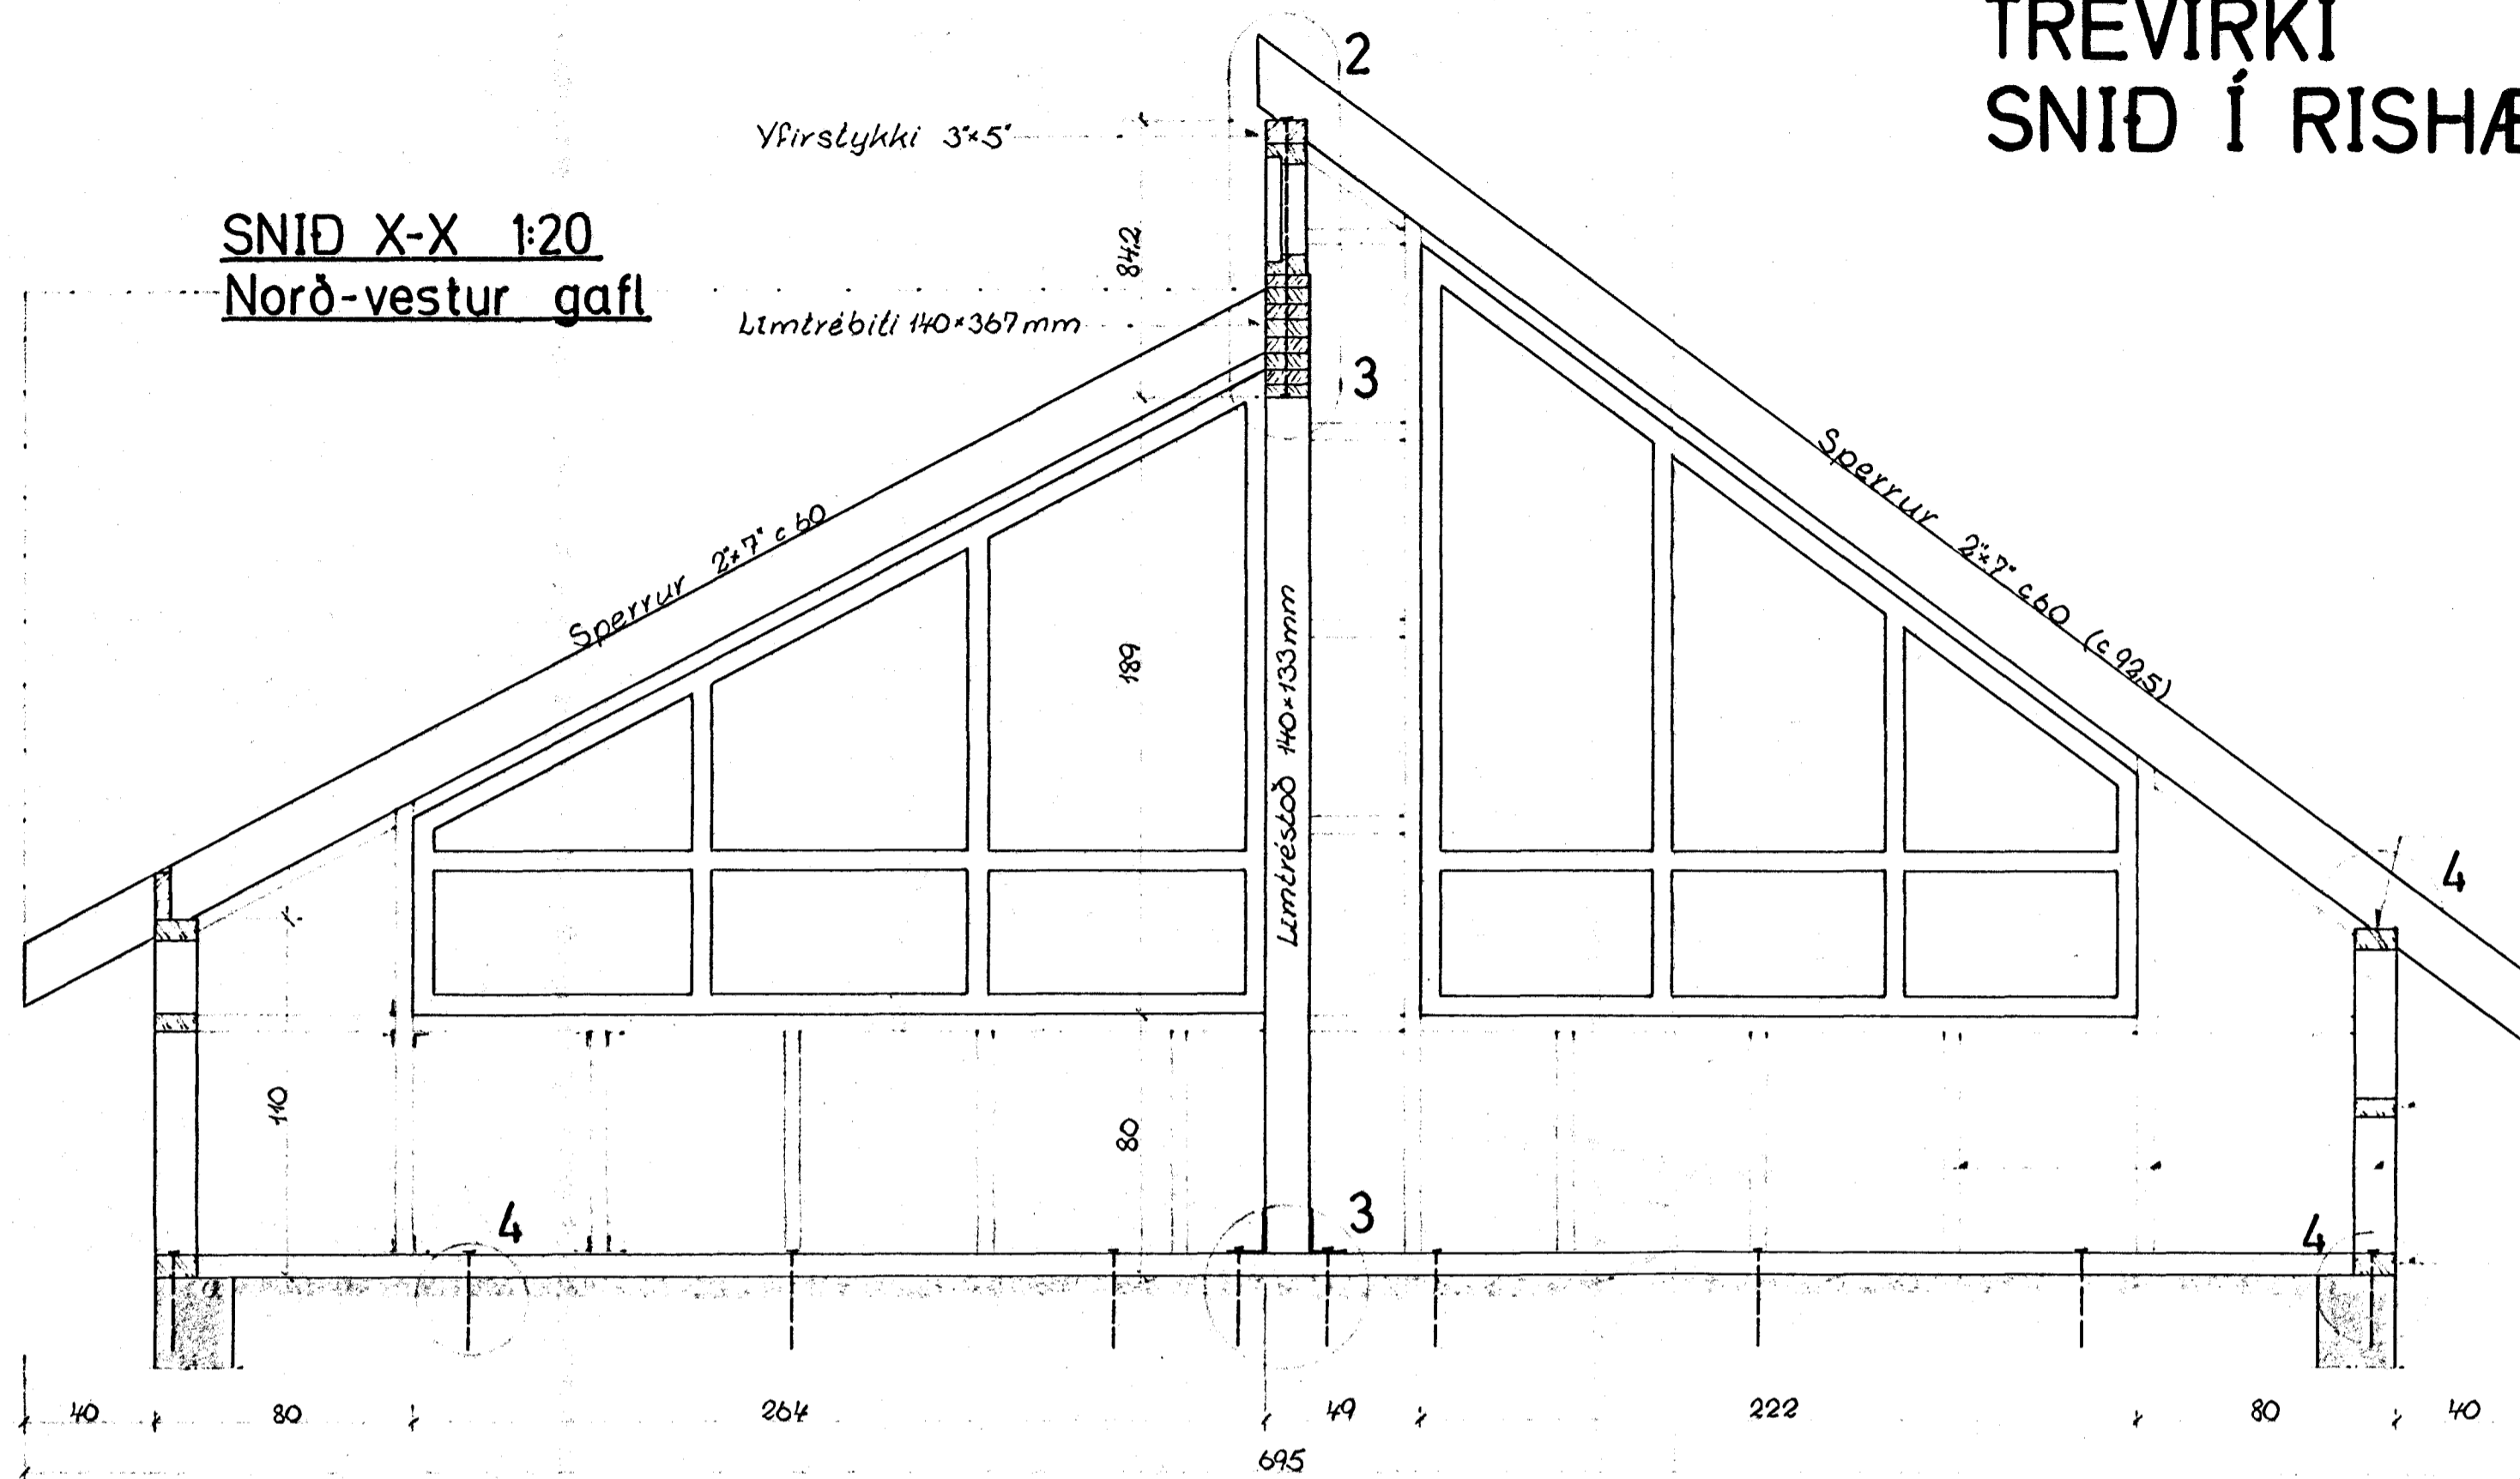 TRÉVIRKI
SNIÐ Í RISHÆ
2
Yfirstykki 3"×5"
SNIÐ X-X 1:20
Norð-vestur gafl
84,2
Límtrébiti 140×367mm
3
Sperrur 2"×7" c 60
Sperrur 2"×7" c 60 (c 92,5)
189
Límtréstoð 140×133mm
4
110
80
4
3
4
40 80 264 49 222 80 40
695